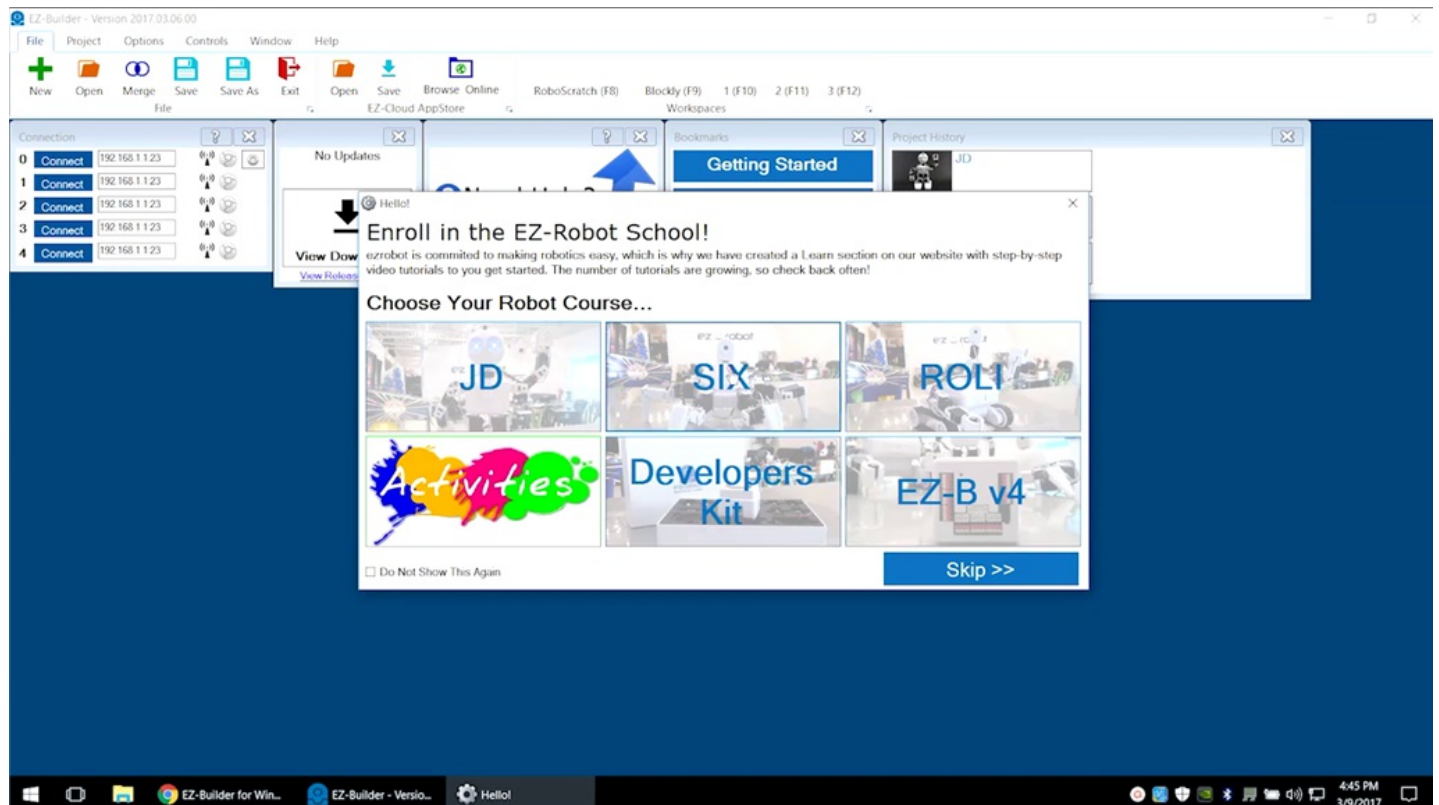 EZ-Builder - Version 2017.03.06.00
File Project Options Controls Window Help
New Open Merge Save Save As Exit Open Save Browse Online RoboScratch (F8) Blockly (F9) 1 (F10) 2 (F11) 3 (F12)
File EZ-Cloud AppStore Workspaces
Connection
0 Connect 192.168.1.1:23
1 Connect 192.168.1.1:23
2 Connect 192.168.1.1:23
3 Connect 192.168.1.1:23
4 Connect 192.168.1.1:23
No Updates
View Dow
View Releas
Bookmarks
Getting Started
Project History
JD
Hello!
Enroll in the EZ-Robot School!
ezrobot is commited to making robotics easy, which is why we have created a Learn section on our website with step-by-step
video tutorials to you get started. The number of tutorials are growing, so check back often!
Choose Your Robot Course...
JD
SIX
ROLI
Activities
Developers
Kit
EZ-B v4
Do Not Show This Again
Skip >>
EZ-Builder for Win...
EZ-Builder - Versio...
Hello!
4:45 PM
3/9/2017